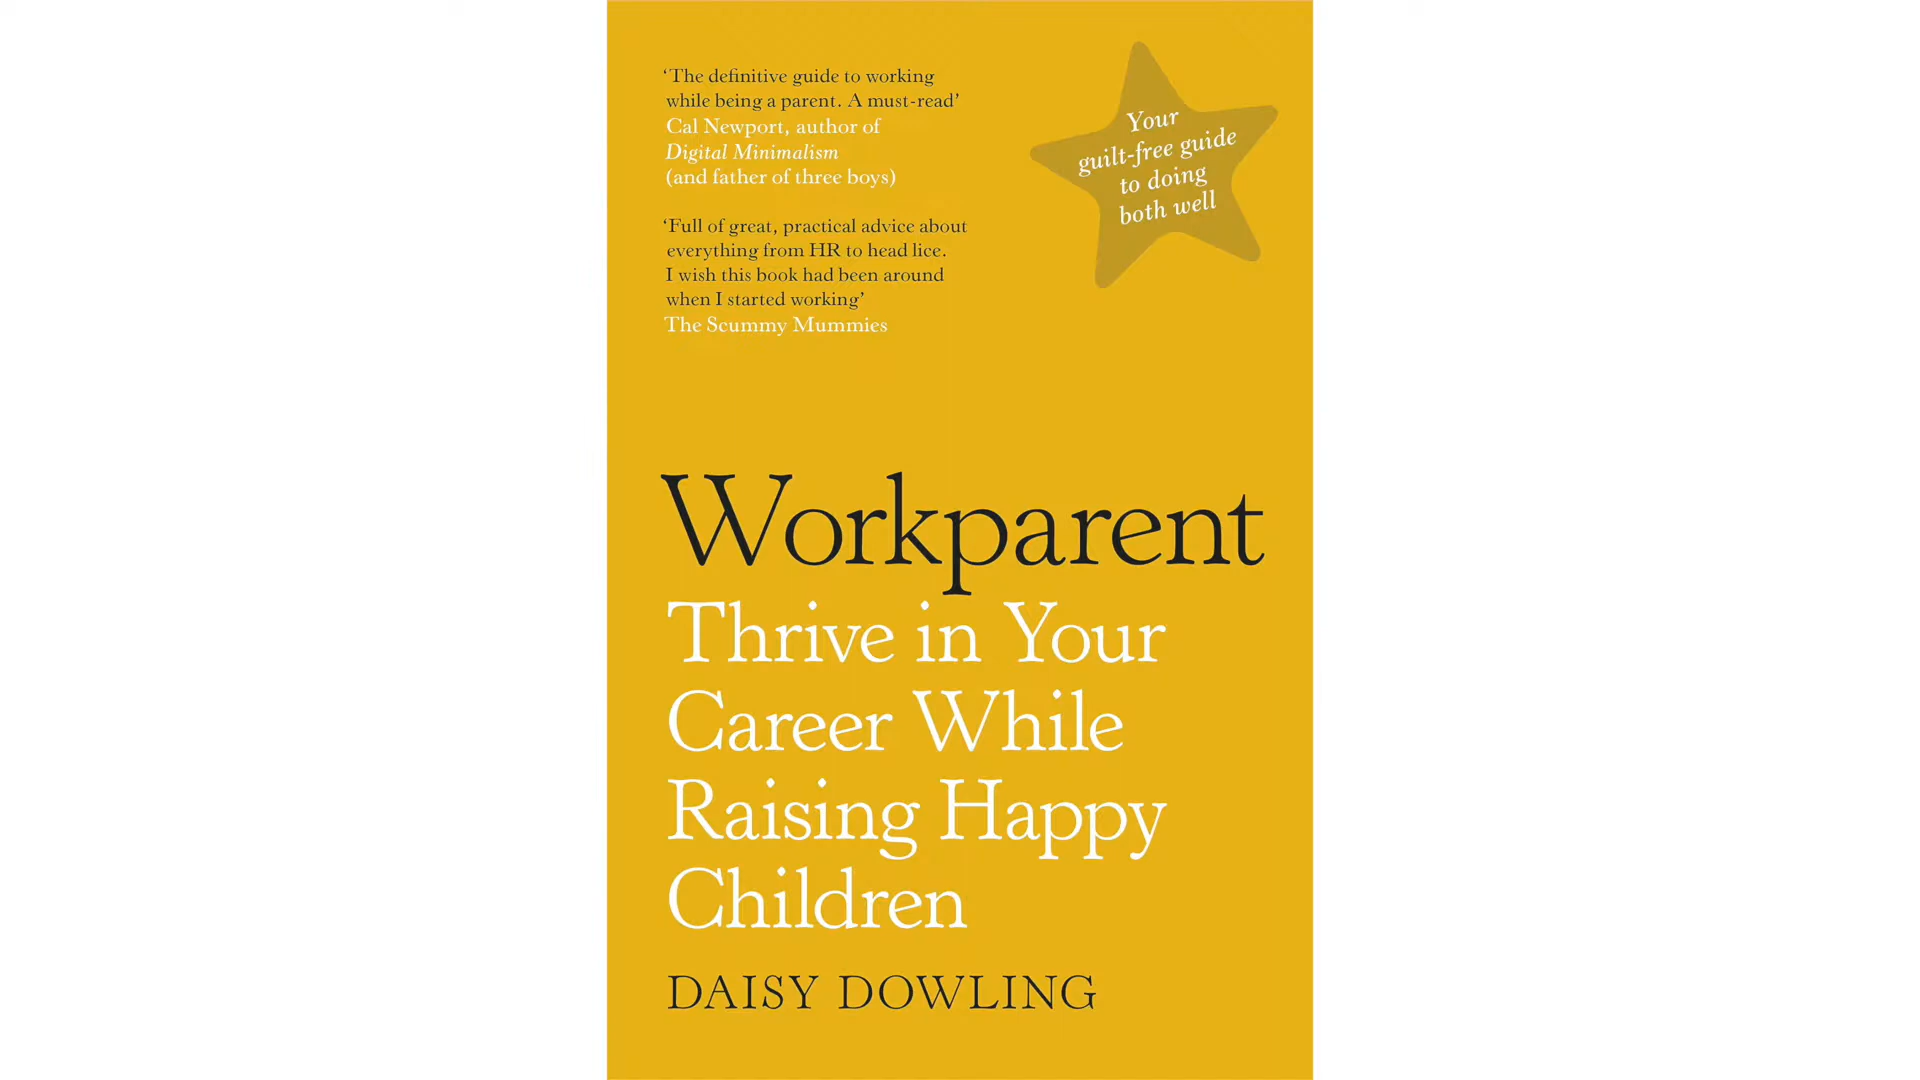 ‘The definitive guide to working
while being a parent. A must-read’
Cal Newport, author of
Digital Minimalism
(and father of three boys)
‘Full of great, practical advice about
everything from HR to head lice.
I wish this book had been around
when I started working’
The Scummy Mummies
Your
guilt-free guide
to doing
both well
Workparent
Thrive in Your
Career While
Raising Happy
Children
DAISY DOWLING